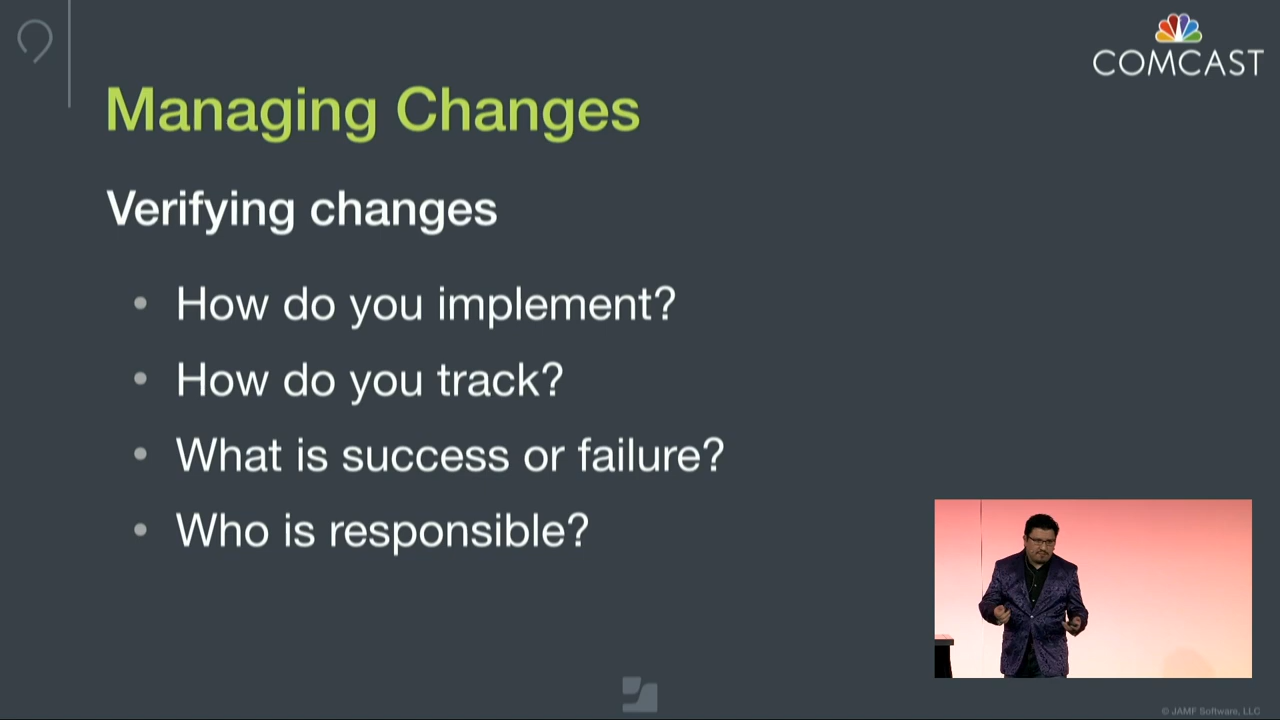 COMCAST
Managing Changes
Verifying changes
• How do you implement?
• How do you track?
• What is success or failure?
• Who is responsible?
© JAMF Software, LLC